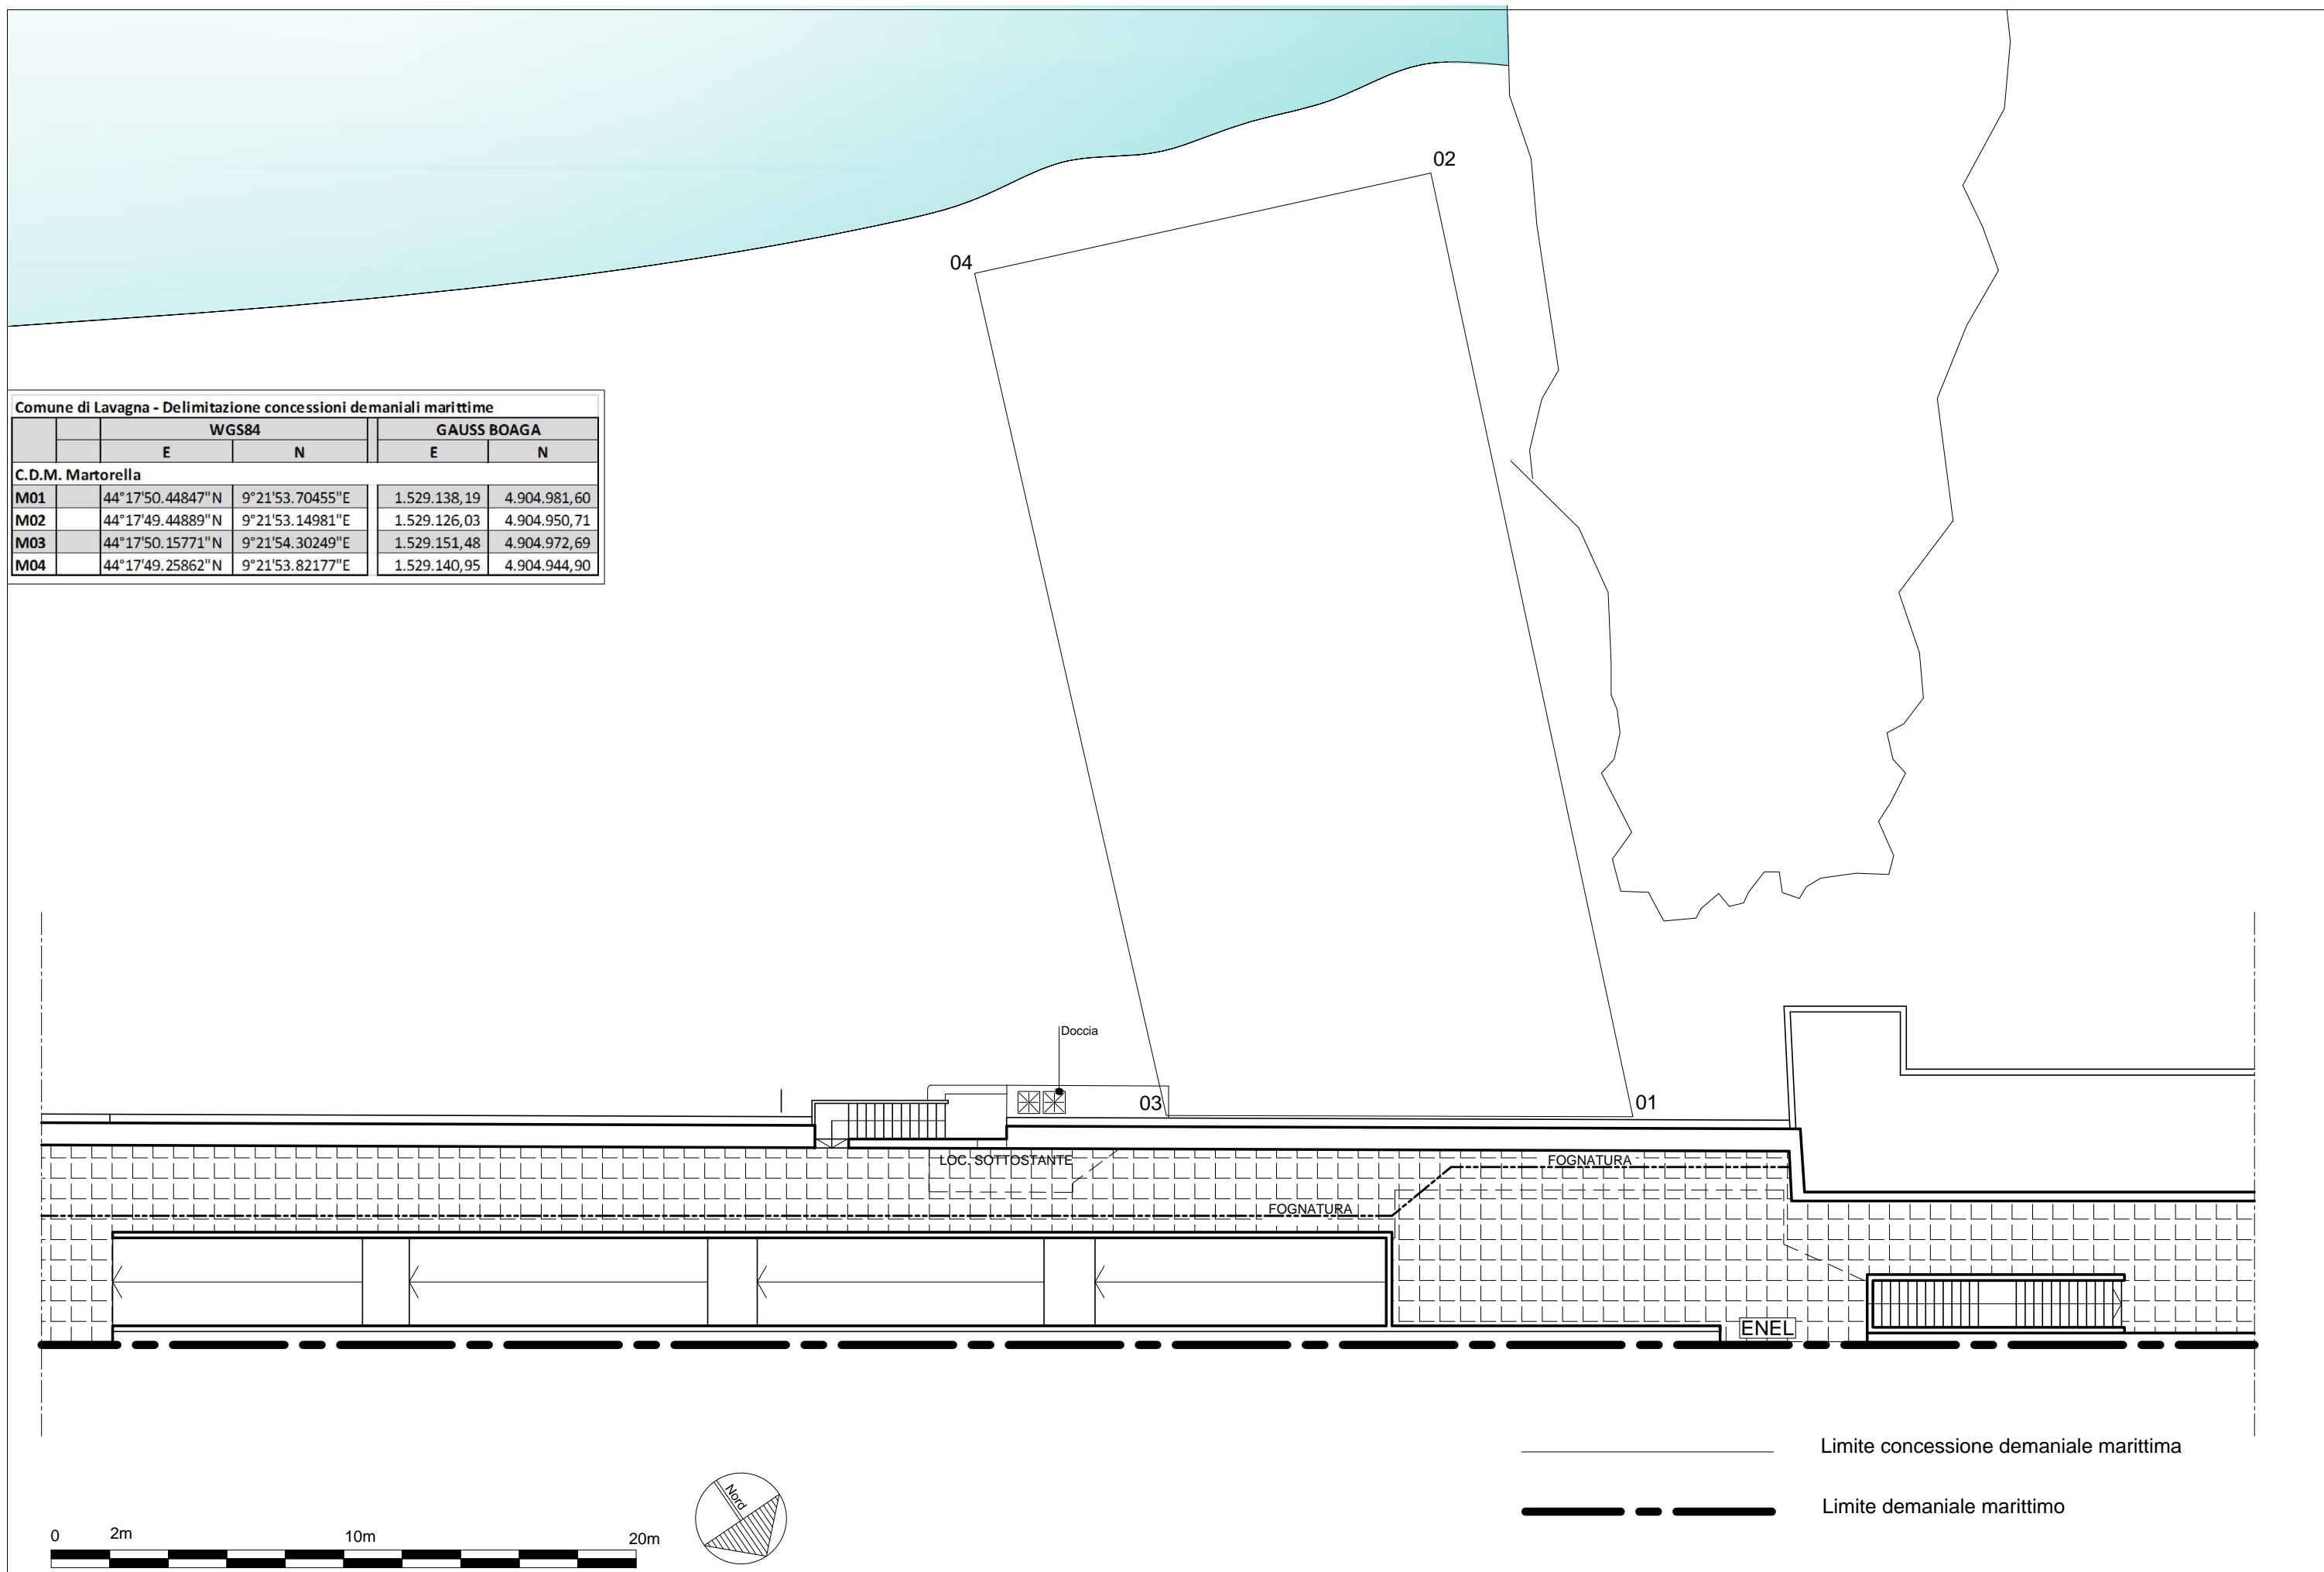 02
04
Comune di Lavagna - Delimitazione concessioni demaniali marittime
WGS84 GAUSS BOAGA
E N E N
C.D.M. Martorella
M01 44°17'50.44847"N 9°21'53.70455"E 1.529.138,19 4.904.981,60
M02 44°17'49.44889"N 9°21'53.14981"E 1.529.126,03 4.904.950,71
M03 44°17'50.15771"N 9°21'54.30249"E 1.529.151,48 4.904.972,69
M04 44°17'49.25862"N 9°21'53.82177"E 1.529.140,95 4.904.944,90
Doccia
03
01
LOC. SOTTOSTANTE
FOGNATURA
FOGNATURA
ENEL
Limite concessione demaniale marittima
Limite demaniale marittimo
Nord
0 2m 10m 20m